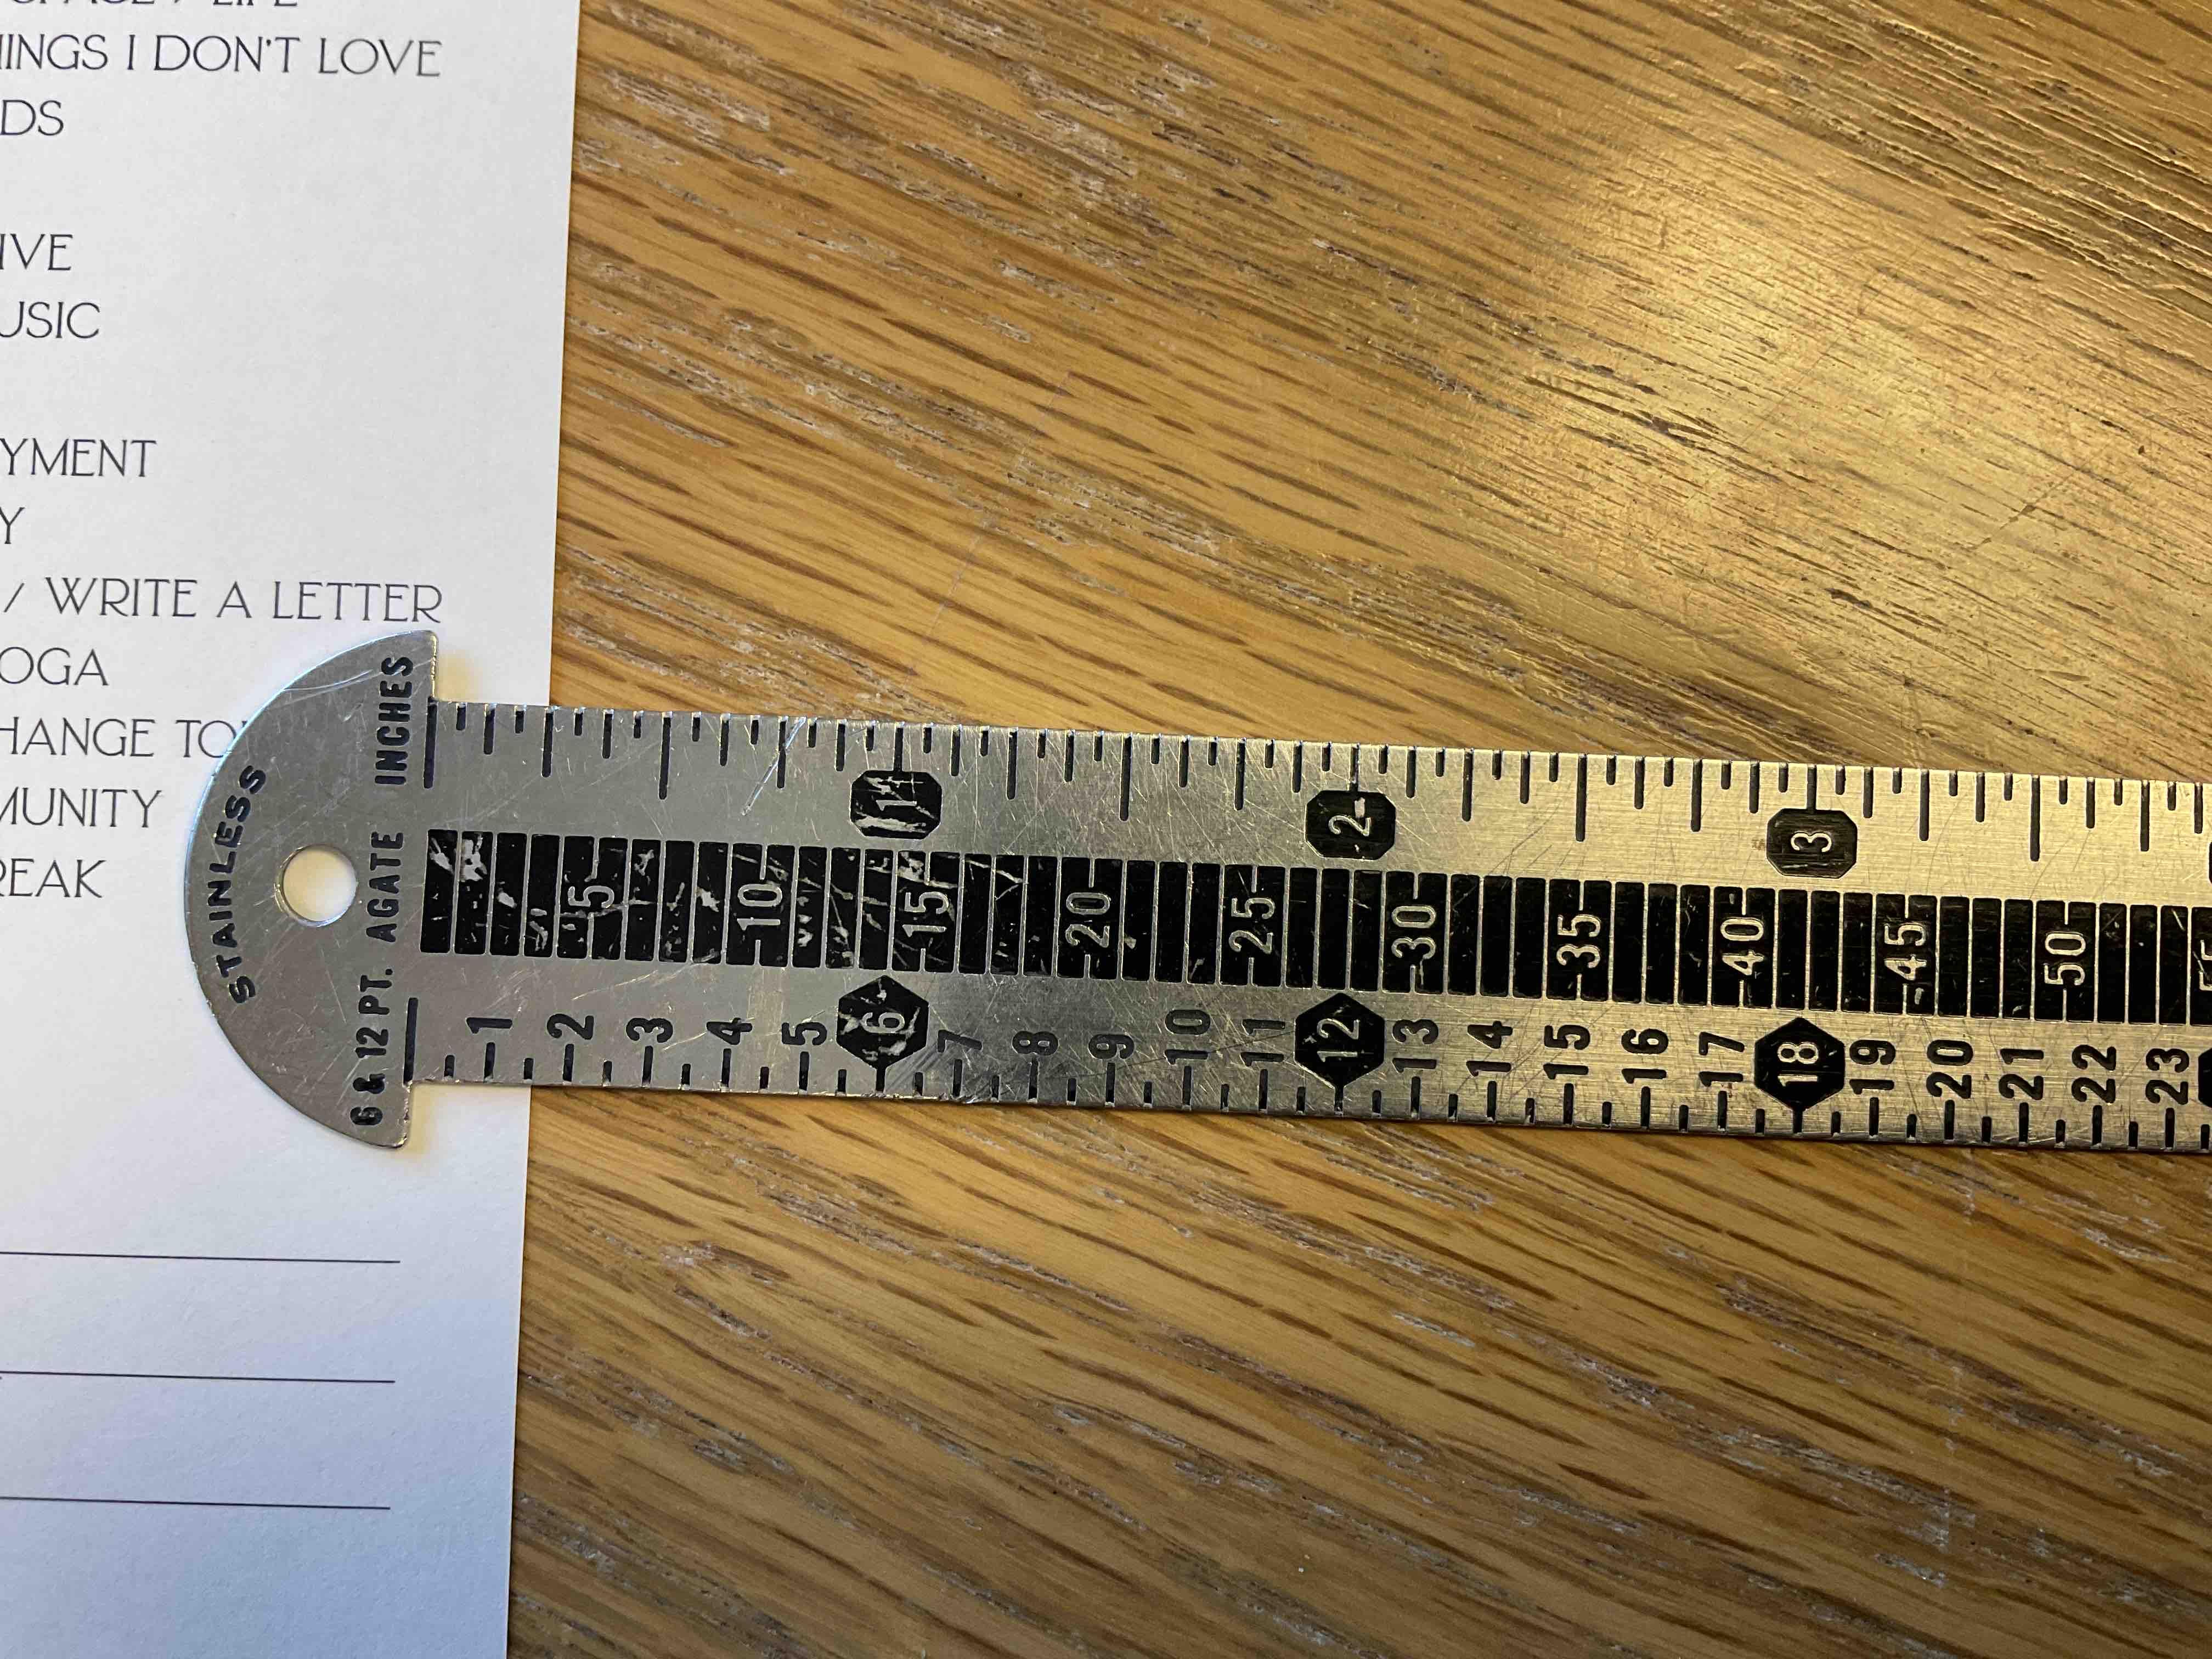 INGS I DON'T LOVE
DS
IVE
USIC
YMENT
Y
/ WRITE A LETTER
OGA
HANGE TO
MUNITY
REAK
STAINLESS
INCHES
1 2 3
AGATE
5 10 15 20 25 30 35 40 45 50
6 & 12 PT.
1 2 3 4 5 6 7 8 9 10 11 12 13 14 15 16 17 18 19 20 21 22 23